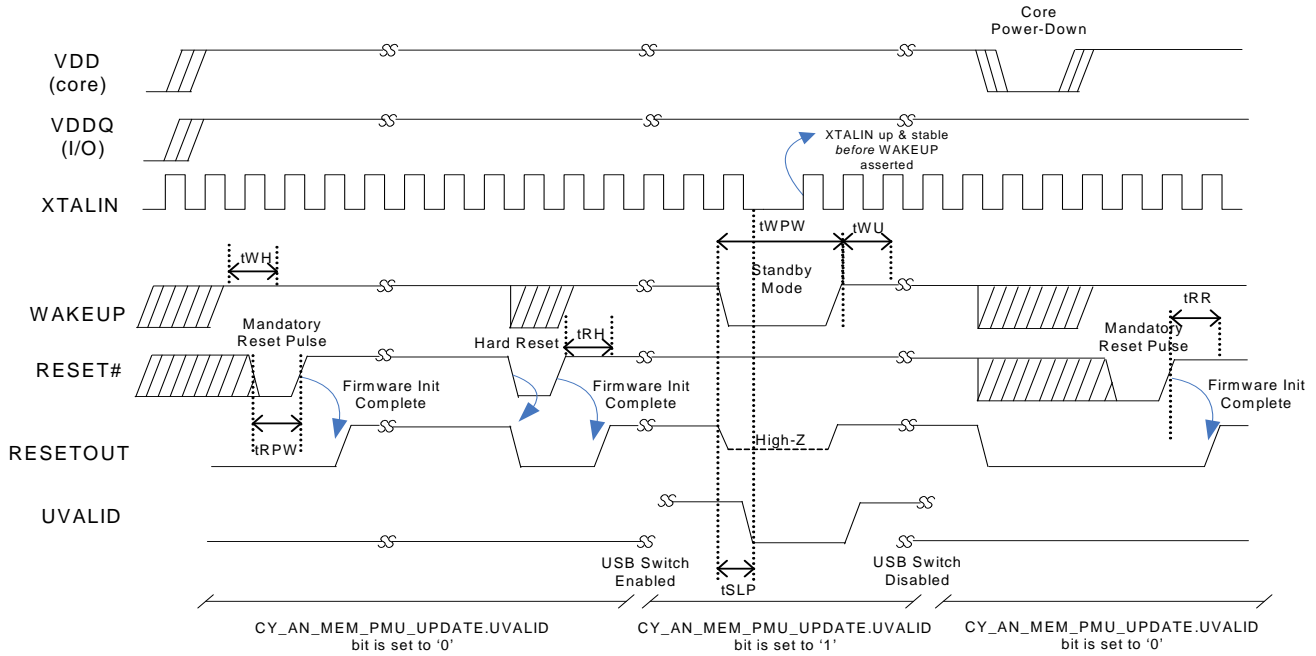 Core
Power-Down
VDD
(core)
VDDQ
(I/O)
XTALIN up & stable
before WAKEUP
asserted
XTALIN
tWH
tWPW
tWU
Standby
Mode
WAKEUP
Mandatory
Reset Pulse
Hard Reset
tRH
Mandatory
Reset Pulse
tRR
RESET#
Firmware Init
Complete
Firmware Init
Complete
Firmware Init
Complete
tRPW
High-Z
RESETOUT
UVALID
USB Switch
Enabled
tSLP
USB Switch
Disabled
CY_AN_MEM_PMU_UPDATE.UVALID
bit is set to ‘0’
CY_AN_MEM_PMU_UPDATE.UVALID
bit is set to ‘1’
CY_AN_MEM_PMU_UPDATE.UVALID
bit is set to ‘0’